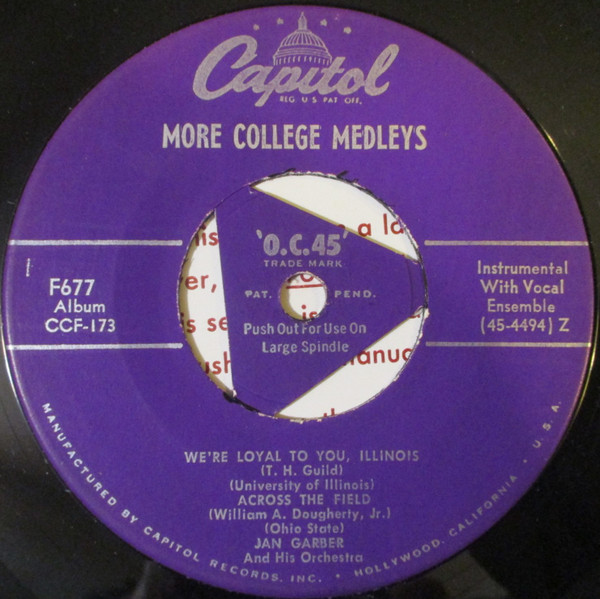 Capitol
REG. U.S. PAT. OFF.
MORE COLLEGE MEDLEYS
'O.C.45'
TRADE MARK
PAT. PEND.
Push Out For Use On
Large Spindle
F677
Album
CCF-173
Instrumental
With Vocal
Ensemble
(45-4494) Z
WE'RE LOYAL TO YOU, ILLINOIS
(T. H. Guild)
(University of Illinois)
ACROSS THE FIELD
(William A. Dougherty, Jr.)
(Ohio State)
JAN GARBER
And His Orchestra
MANUFACTURED BY CAPITOL RECORDS, INC. • HOLLYWOOD, CALIFORNIA • U.S.A.